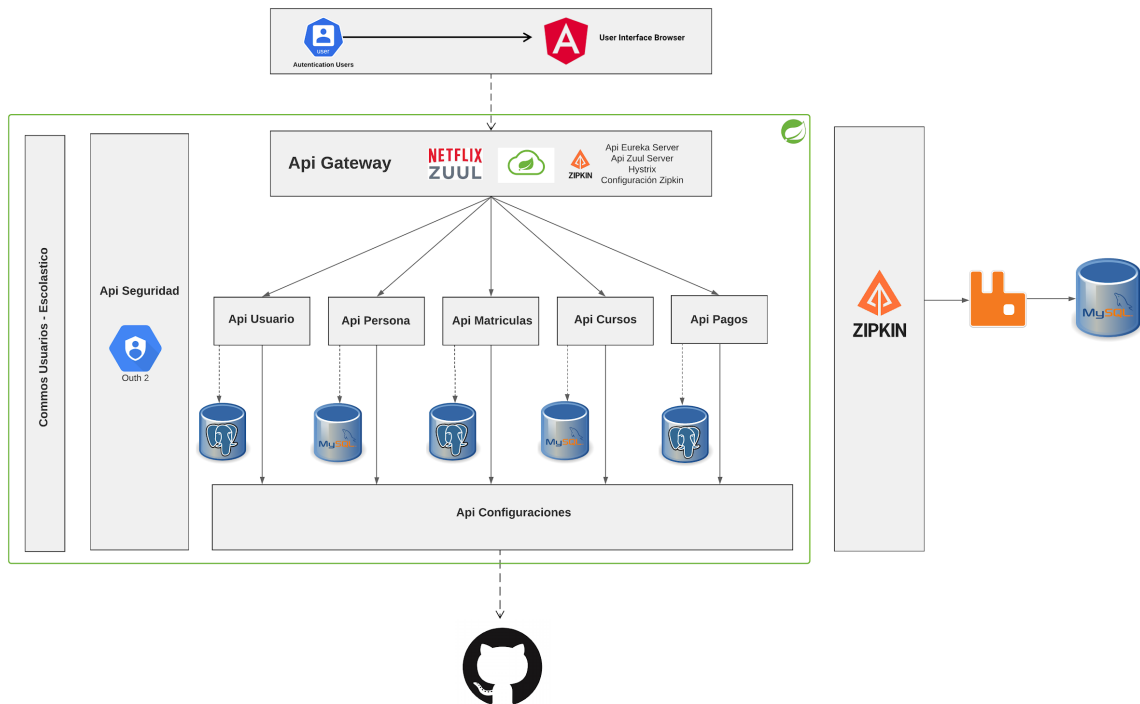 user
Autentication Users
User Interface Browser
Api Gateway
NETFLIX
ZUUL
ZIPKIN
Api Eureka Server
Api Zuul Server
Hystrix
Configuración Zipkin
Commos Usuarios - Escolastico
Api Seguridad
Outh 2
Api Usuario
Api Persona
Api Matriculas
Api Cursos
Api Pagos
MySQL
MySQL
Api Configuraciones
ZIPKIN
MySQL